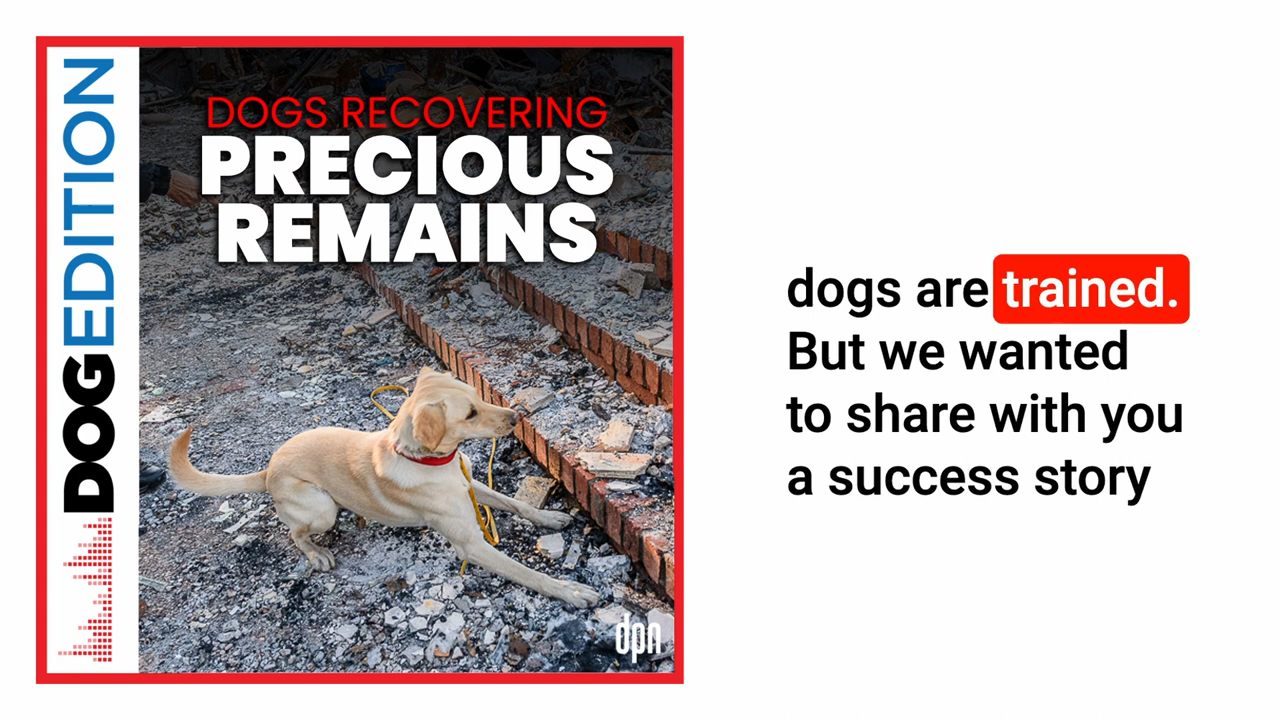 DOGEDITION
DOGS RECOVERING
PRECIOUS
REMAINS
dpn
dogs are trained.
But we wanted
to share with you
a success story